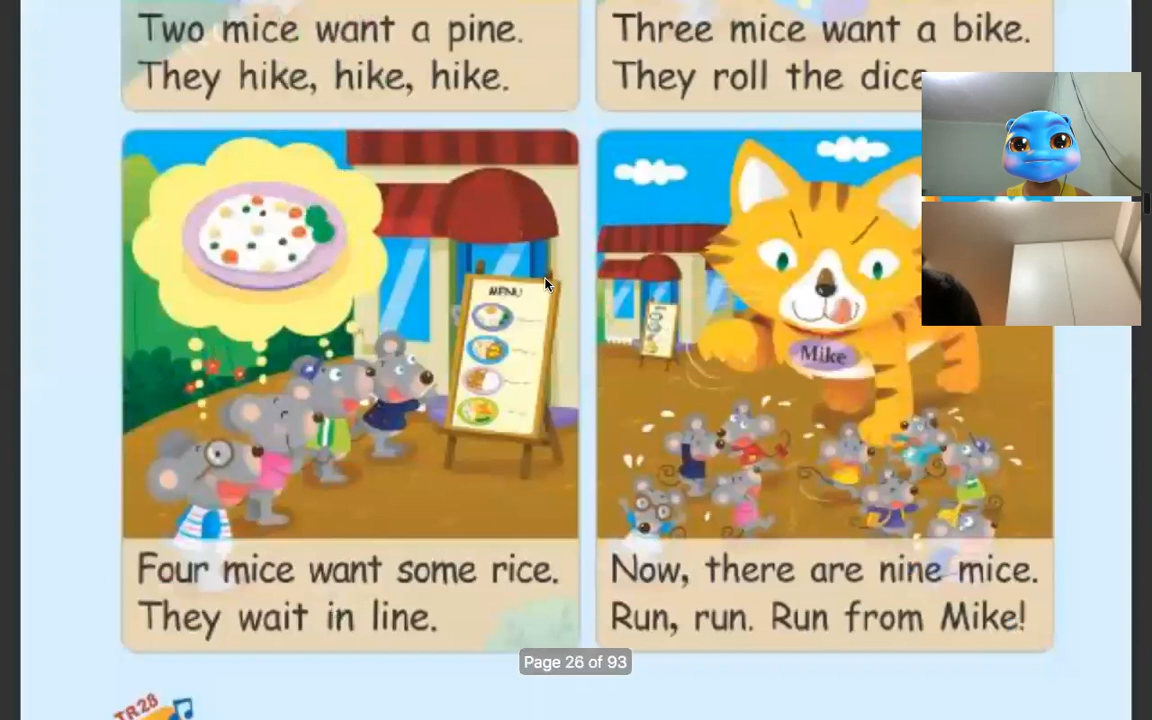 Two mice want a pine.
They hike, hike, hike.
Three mice want a bike.
They roll the dice
MENU
Mike
Four mice want some rice.
They wait in line.
Now, there are nine mice.
Run, run. Run from Mike!
Page 26 of 93
TR28